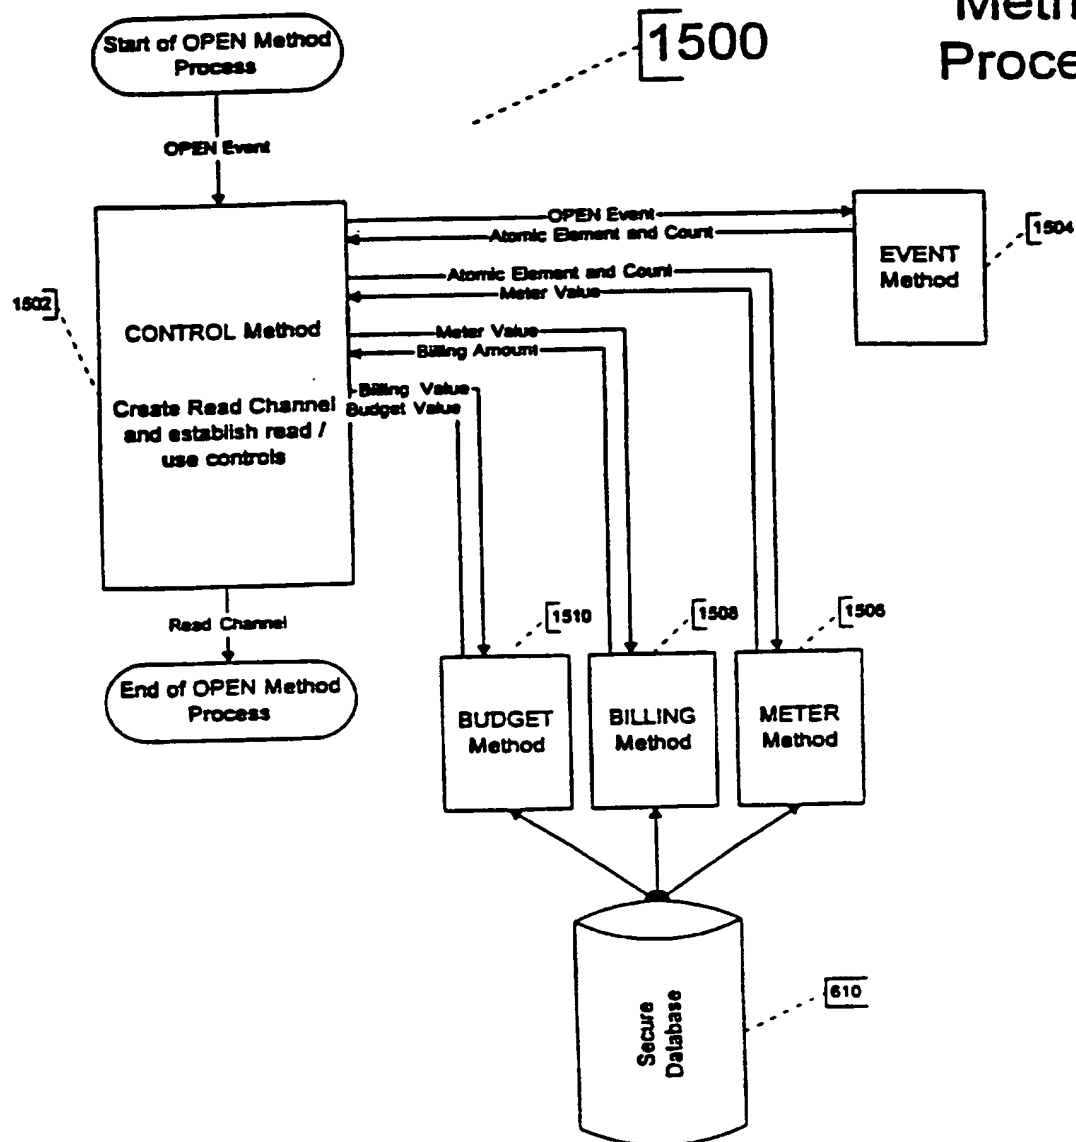 Start of OPEN Method
Process
1500
Meth
Proce
OPEN Event
OPEN Event
Atomic Element and Count
EVENT
Method
1504
1502
CONTROL Method
Create Read Channel
and establish read /
use controls
Atomic Element and Count
Meter Value
Meter Value
Billing Amount
Billing Value
Budget Value
Read Channel
End of OPEN Method
Process
1510
1508
1506
BUDGET
Method
BILLING
Method
METER
Method
Secure
Database
610